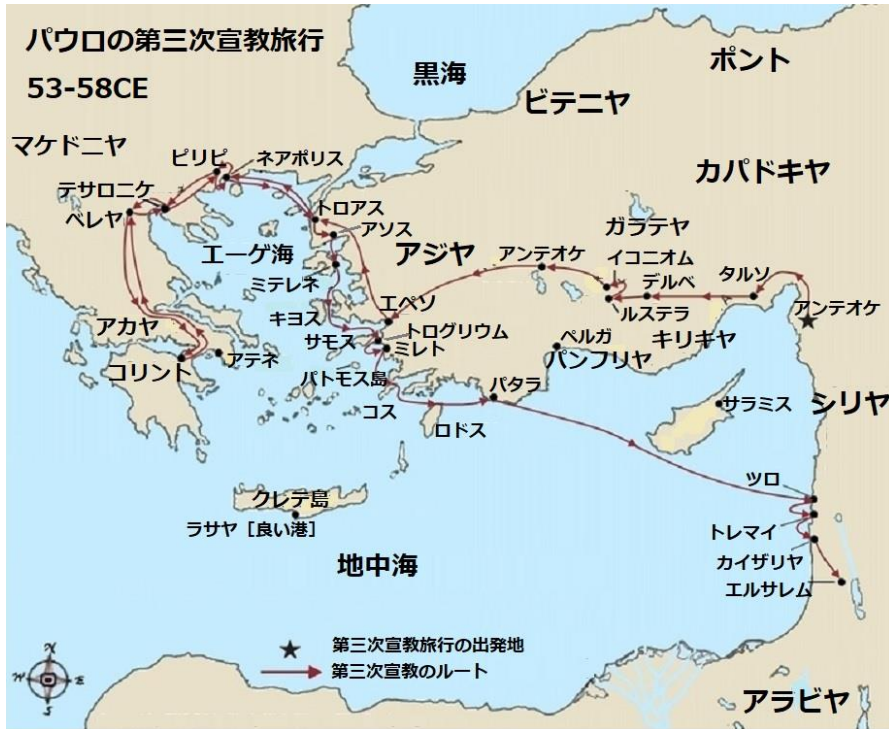 パウロの第三次宣教旅行
53-58CE
黒海
ポント
ビテニヤ
マケドニヤ
ピリピ
ネアポリス
カパドキヤ
テサロニケ
ベレヤ
トロアス
アソス
ガラテヤ
エーゲ海
アジヤ
アンテオケ
イコニオム
デルベ
タルソ
ミテレネ
ルステラ
アンテオケ
エペソ
キヨス
トログリウム
キリキヤ
アカヤ
サモス
ミレト
ペルガ
パンフリヤ
コリント
アテネ
パトモス島
パタラ
コス
サラミス
シリヤ
ロドス
ツロ
クレテ島
ラサヤ［良い港］
トレマイ
カイザリヤ
地中海
エルサレム
第三次宣教旅行の出発地
第三次宣教のルート
N
W
E
S
アラビヤ